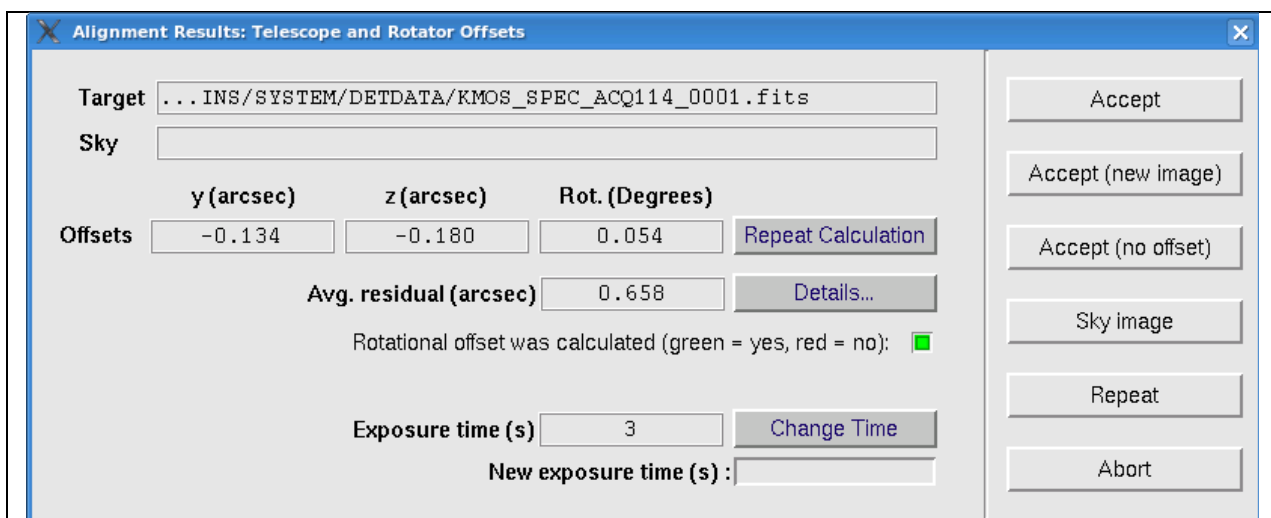 Alignment Results: Telescope and Rotator Offsets
Target ...INS/SYSTEM/DETDATA/KMOS_SPEC_ACQ114_0001.fits
Sky
y (arcsec) z (arcsec) Rot. (Degrees)
Offsets -0.134 -0.180 0.054 Repeat Calculation
Avg. residual (arcsec) 0.658 Details...
Rotational offset was calculated (green = yes, red = no):
Exposure time (s) 3 Change Time
New exposure time (s) :
Accept
Accept (new image)
Accept (no offset)
Sky image
Repeat
Abort